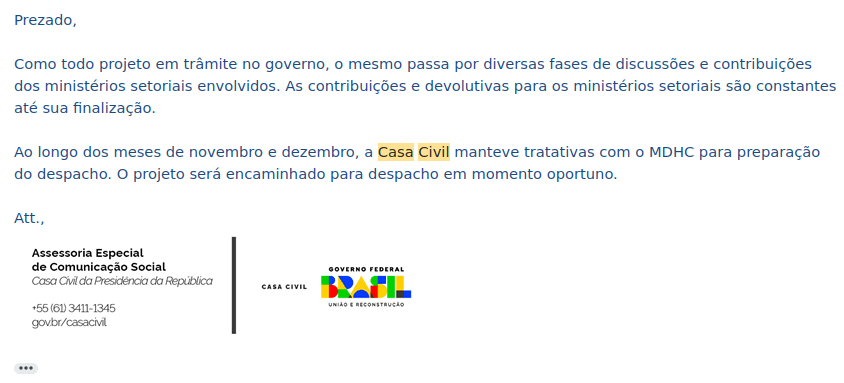 Prezado,
Como todo projeto em trâmite no governo, o mesmo passa por diversas fases de discussões e contribuições
dos ministérios setoriais envolvidos. As contribuições e devolutivas para os ministérios setoriais são constantes
até sua finalização.
Ao longo dos meses de novembro e dezembro, a Casa Civil manteve tratativas com o MDHC para preparação
do despacho. O projeto será encaminhado para despacho em momento oportuno.
Att.,
Assessoria Especial
de Comunicação Social
Casa Civil da Presidência da República
+55 (61) 3411-1345
gov.br/casacivil
CASA CIVIL
GOVERNO FEDERAL
BRASIL
UNIÃO E RECONSTRUÇÃO